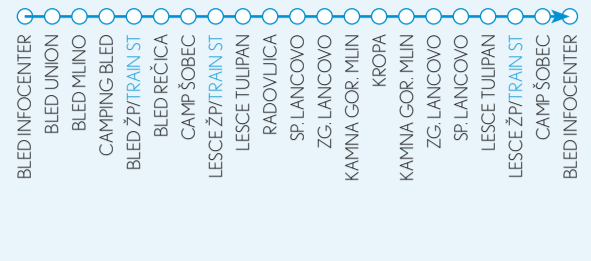 BLED INFOCENTER
BLED UNION
BLED MLINO
CAMPING BLED
BLED ŽP/TRAIN ST
BLED REČICA
CAMP ŠOBEC
LESCE ŽP/TRAIN ST
LESCE TULIPAN
RADOVLJICA
SP. LANCOVO
ZG. LANCOVO
KAMNA GOR. MLIN
KROPA
KAMNA GOR. MLIN
ZG. LANCOVO
SP. LANCOVO
LESCE TULIPAN
LESCE ŽP/TRAIN ST
CAMP ŠOBEC
BLED INFOCENTER